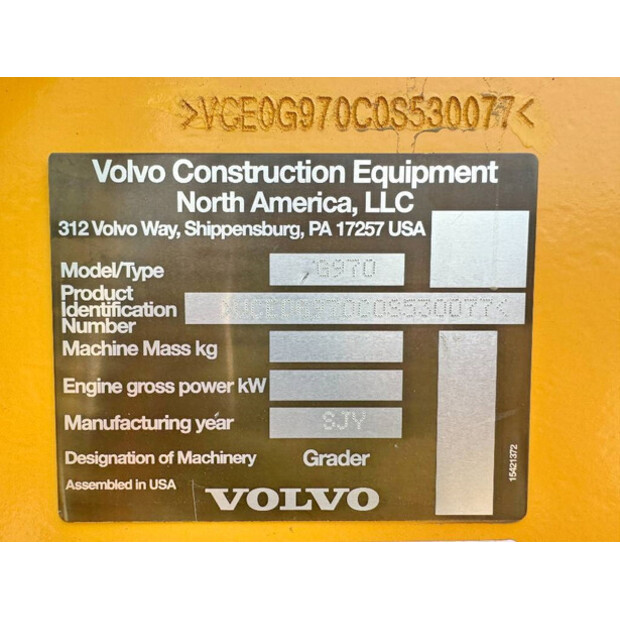 >VCE0G970C0S530077<
Volvo Construction Equipment
North America, LLC
312 Volvo Way, Shippensburg, PA 17257 USA
Model/Type G970
Product Identification Number >VCE0G970C0S530077<
Machine Mass kg
Engine gross power kW
Manufacturing year SJY
Designation of Machinery Grader
Assembled in USA
VOLVO
15421372